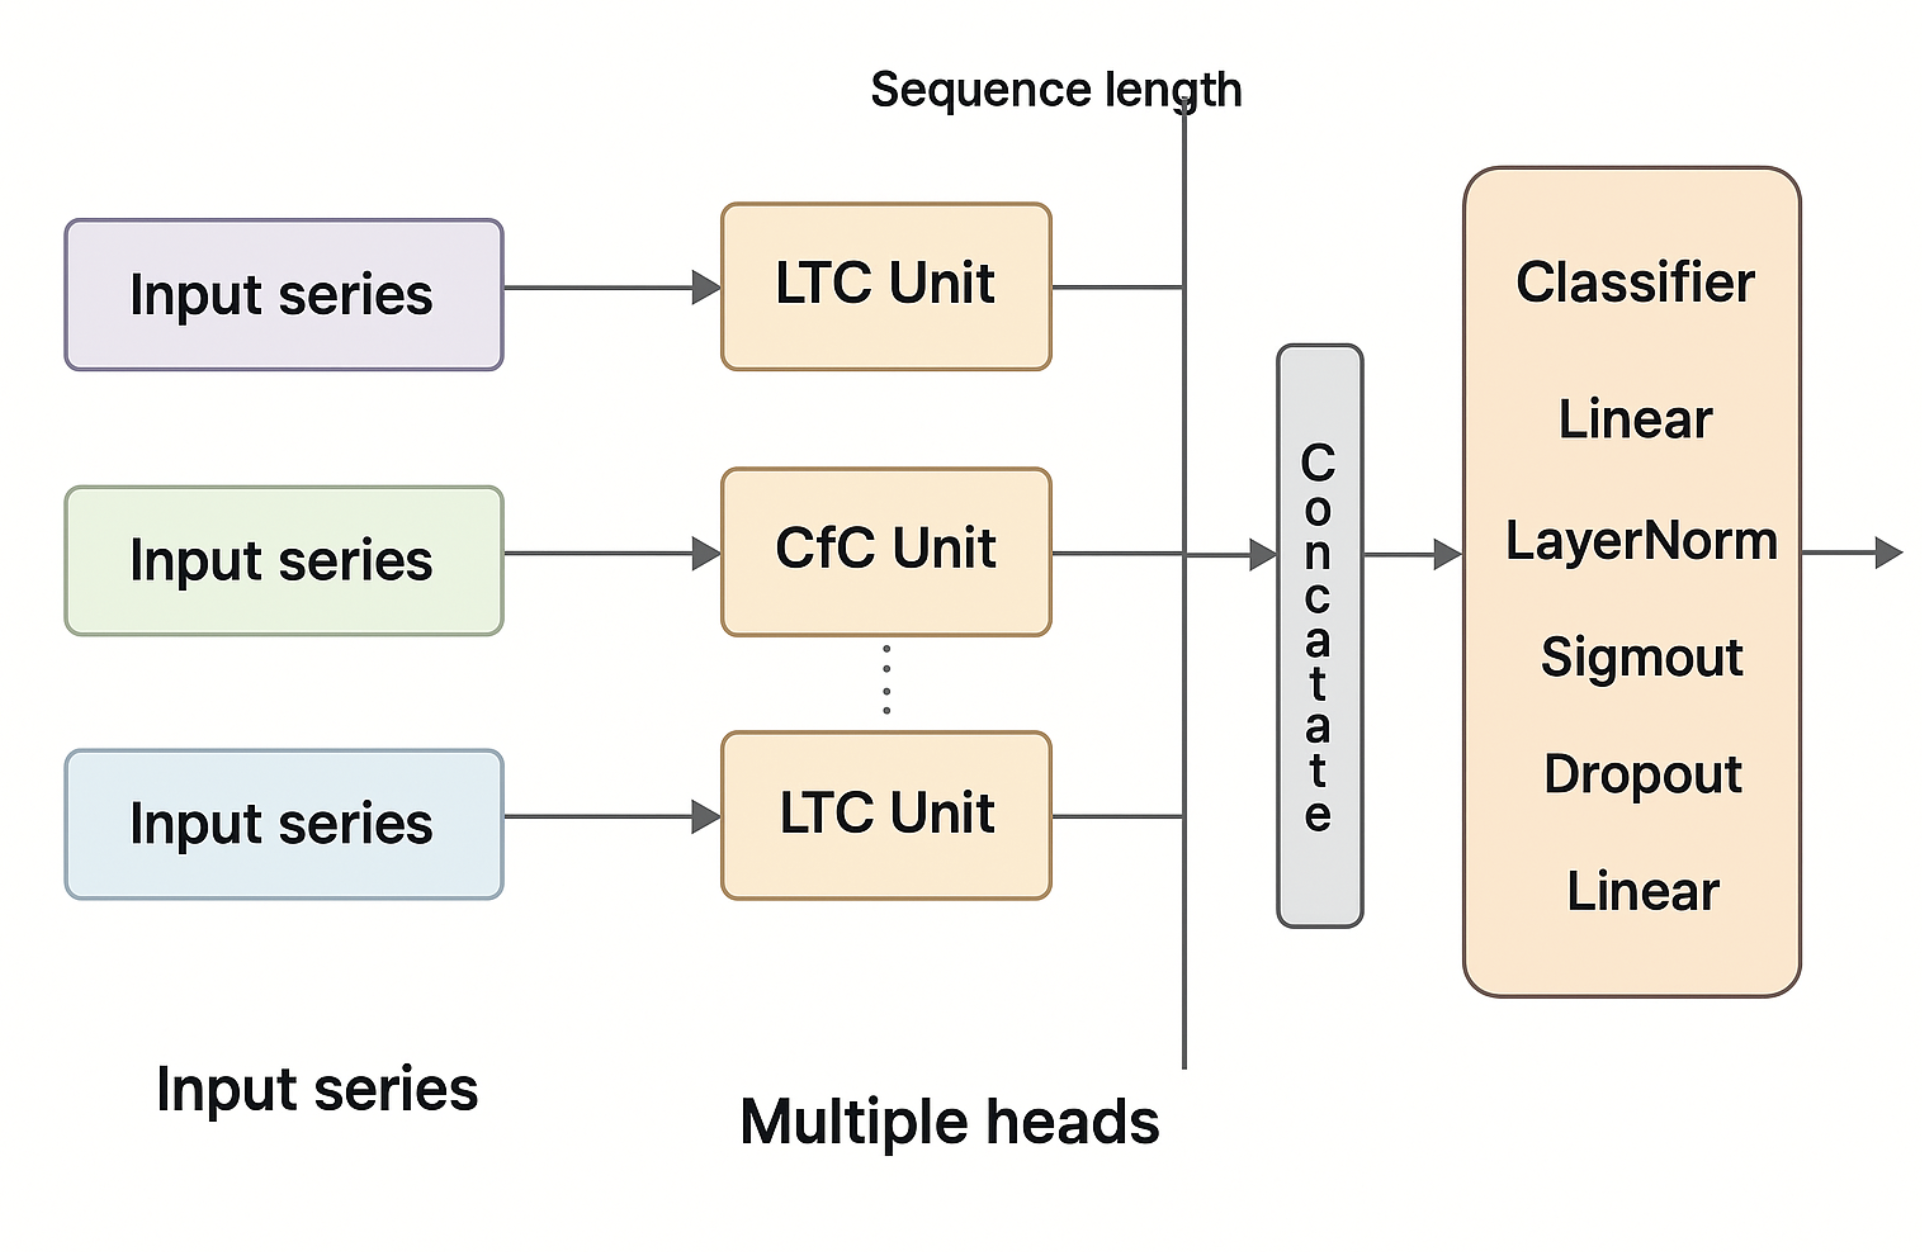 Sequence length
Input series
LTC Unit
Input series
CfC Unit
Input series
LTC Unit
Concatate
Classifier
Linear
LayerNorm
Sigmout
Dropout
Linear
Input series
Multiple heads